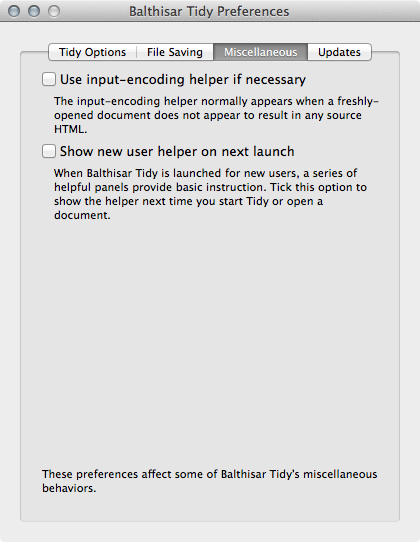 Balthisar Tidy Preferences
Tidy Options File Saving Miscellaneous Updates
Use input-encoding helper if necessary
The input-encoding helper normally appears when a freshly-
opened document does not appear to result in any source
HTML.
Show new user helper on next launch
When Balthisar Tidy is launched for new users, a series of
helpful panels provide basic instruction. Tick this option to
show the helper next time you start Tidy or open a
document.
These preferences affect some of Balthisar Tidy's miscellaneous
behaviors.